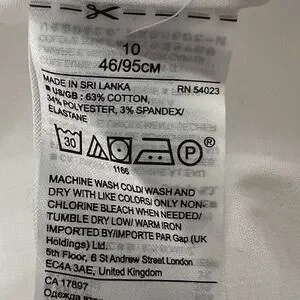 10
46/95CM
MADE IN SRI LANKA RN 54023
■ US/GB : 63% COTTON,
34% POLYESTER, 3% SPANDEX/
ELASTANE
30 P ®
1166
MACHINE WASH COLD/ WASH AND
DRY WITH LIKE COLORS/ ONLY NON-
CHLORINE BLEACH WHEN NEEDED/
TUMBLE DRY LOW/ WARM IRON
IMPORTED BY/IMPORTE PAR Gap (UK
Holdings) Ltd.
5th Floor, 6 St Andrew Street London
EC4A 3AE, United Kingdom
CA 17897
Одежда